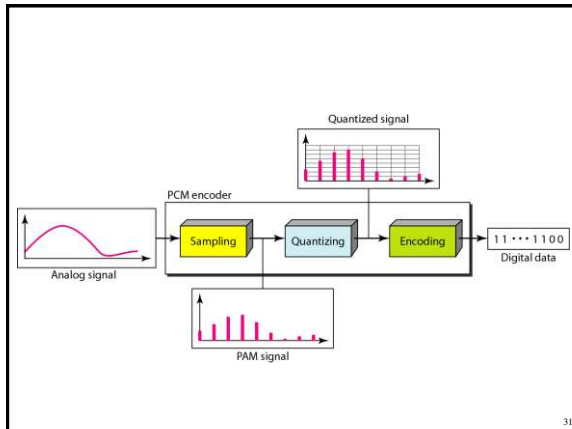 Quantized signal
PCM encoder
Sampling
Quantizing
Encoding
11•••1100
Digital data
Analog signal
PAM signal
31